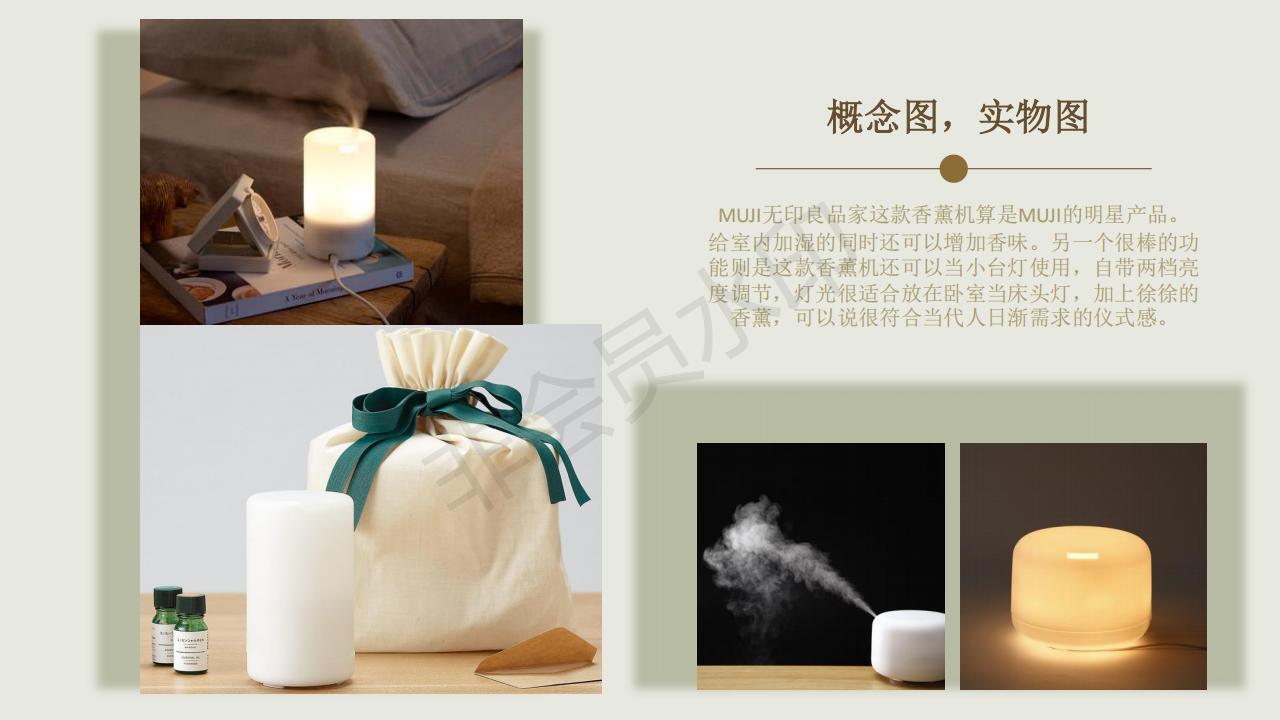 概念图，实物图
MUJI无印良品家这款香薰机算是MUJI的明星产品。
给室内加湿的同时还可以增加香味。另一个很棒的功
能则是这款香薰机还可以当小台灯使用，自带两档亮
度调节，灯光很适合放在卧室当床头灯，加上徐徐的
香薰，可以说很符合当代人日渐需求的仪式感。
非会员水印
A Year of Morning